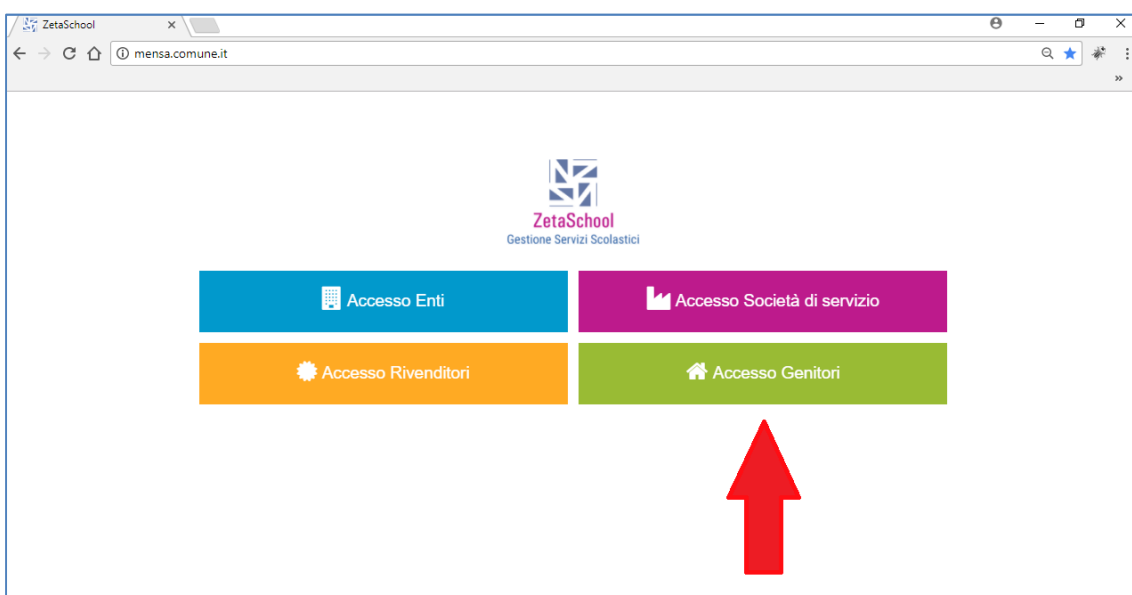 ZetaSchool
mensa.comune.it
ZetaSchool
Gestione Servizi Scolastici
Accesso Enti
Accesso Società di servizio
Accesso Rivenditori
Accesso Genitori